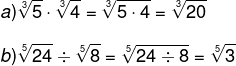 a) ∛5 · ∛4 = ∛(5 · 4) = ∛20
b) ⁵√24 ÷ ⁵√8 = ⁵√(24 ÷ 8) = ⁵√3